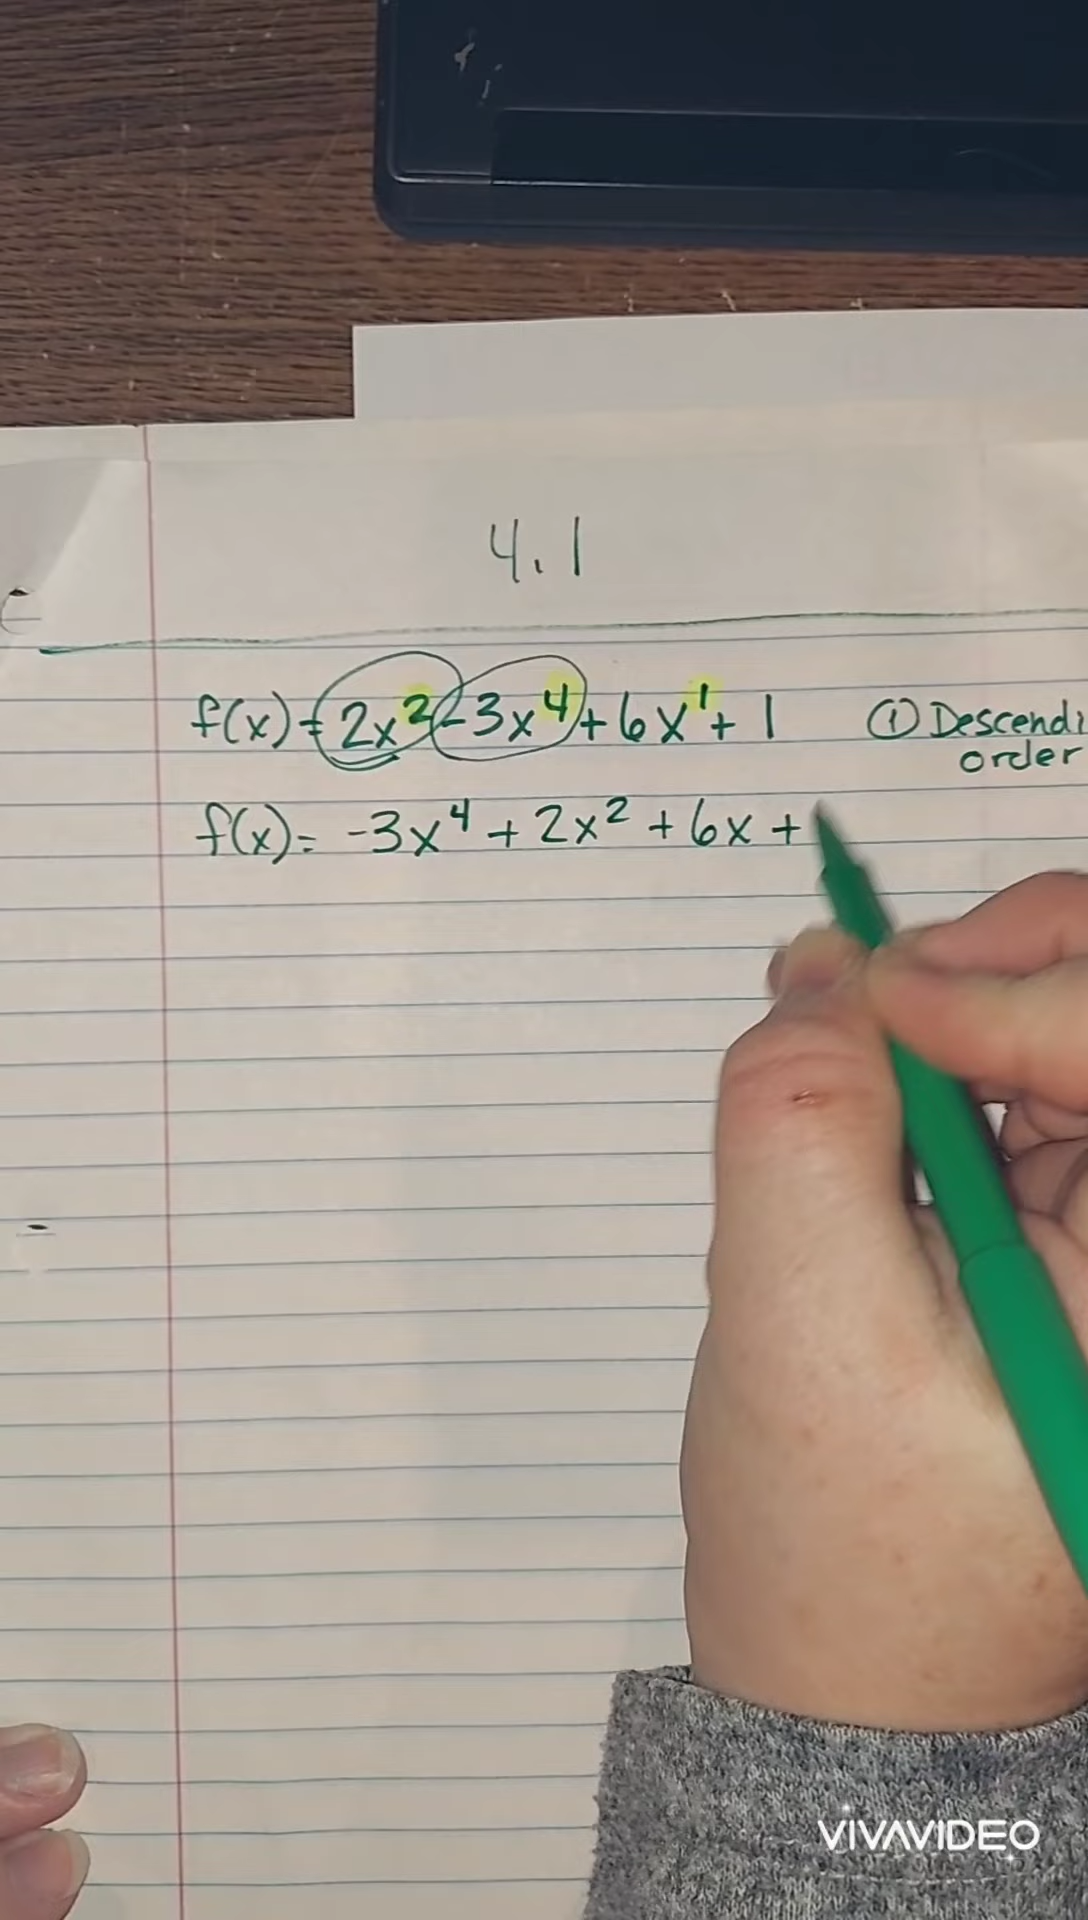 4.1
f(x) = 2x² - 3x⁴ + 6x¹ + 1 ① Descendi
order
f(x) = -3x⁴ + 2x² + 6x +
VIVAVIDEO